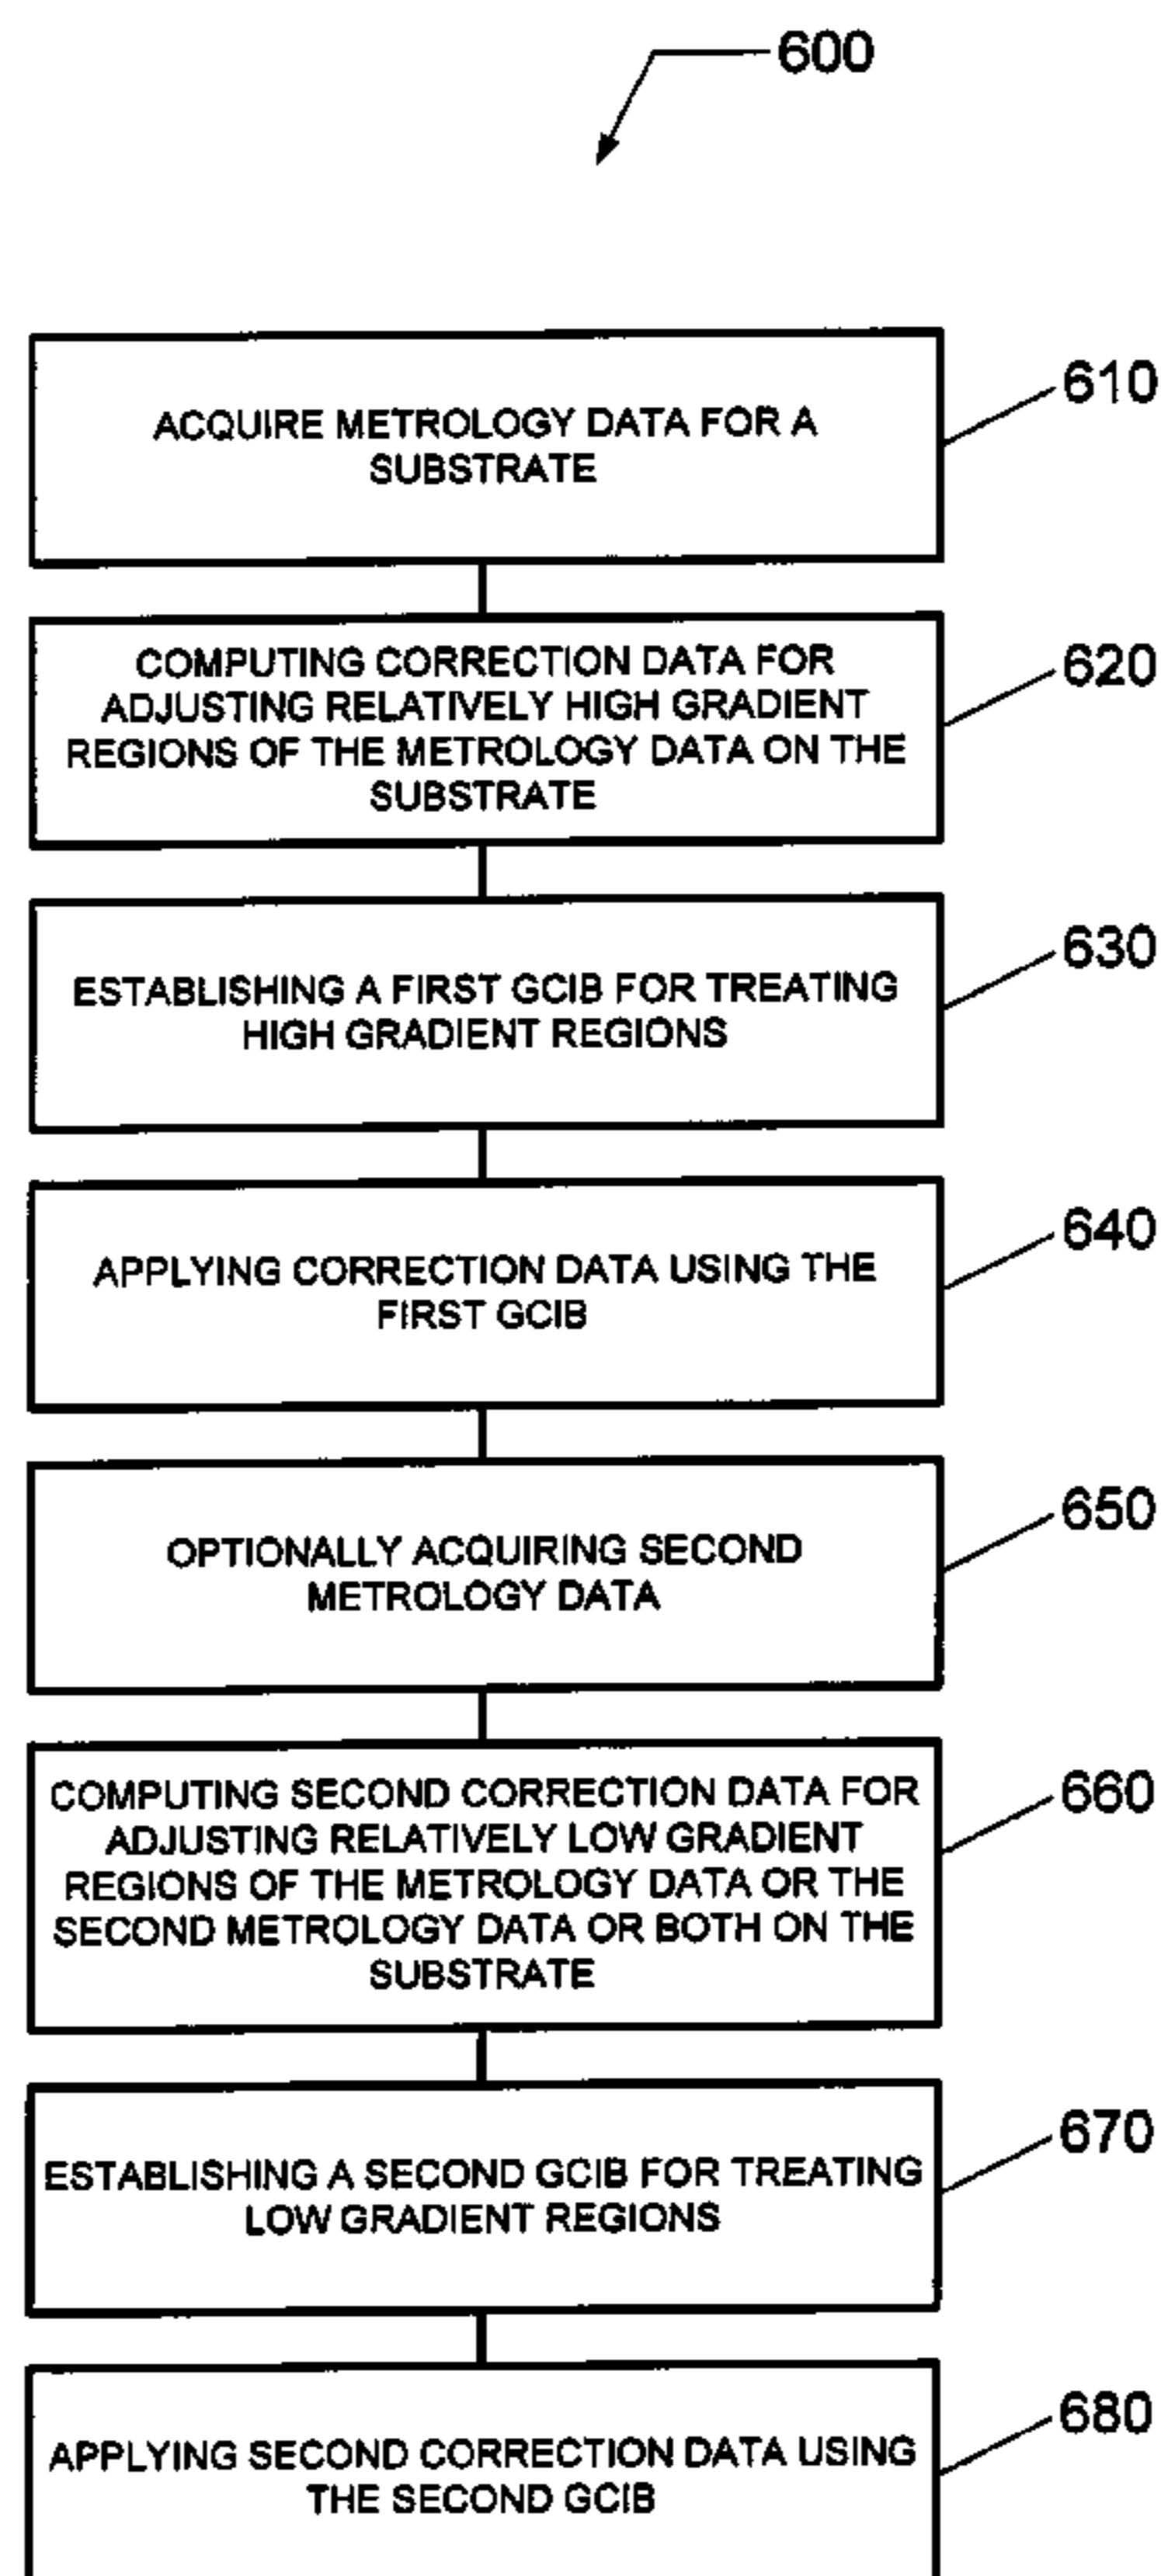 600
ACQUIRE METROLOGY DATA FOR A
SUBSTRATE
610
COMPUTING CORRECTION DATA FOR
ADJUSTING RELATIVELY HIGH GRADIENT
REGIONS OF THE METROLOGY DATA ON THE
SUBSTRATE
620
ESTABLISHING A FIRST GCIB FOR TREATING
HIGH GRADIENT REGIONS
630
APPLYING CORRECTION DATA USING THE
FIRST GCIB
640
OPTIONALLY ACQUIRING SECOND
METROLOGY DATA
650
COMPUTING SECOND CORRECTION DATA FOR
ADJUSTING RELATIVELY LOW GRADIENT
REGIONS OF THE METROLOGY DATA OR THE
SECOND METROLOGY DATA OR BOTH ON THE
SUBSTRATE
660
ESTABLISHING A SECOND GCIB FOR TREATING
LOW GRADIENT REGIONS
670
APPLYING SECOND CORRECTION DATA USING
THE SECOND GCIB
680